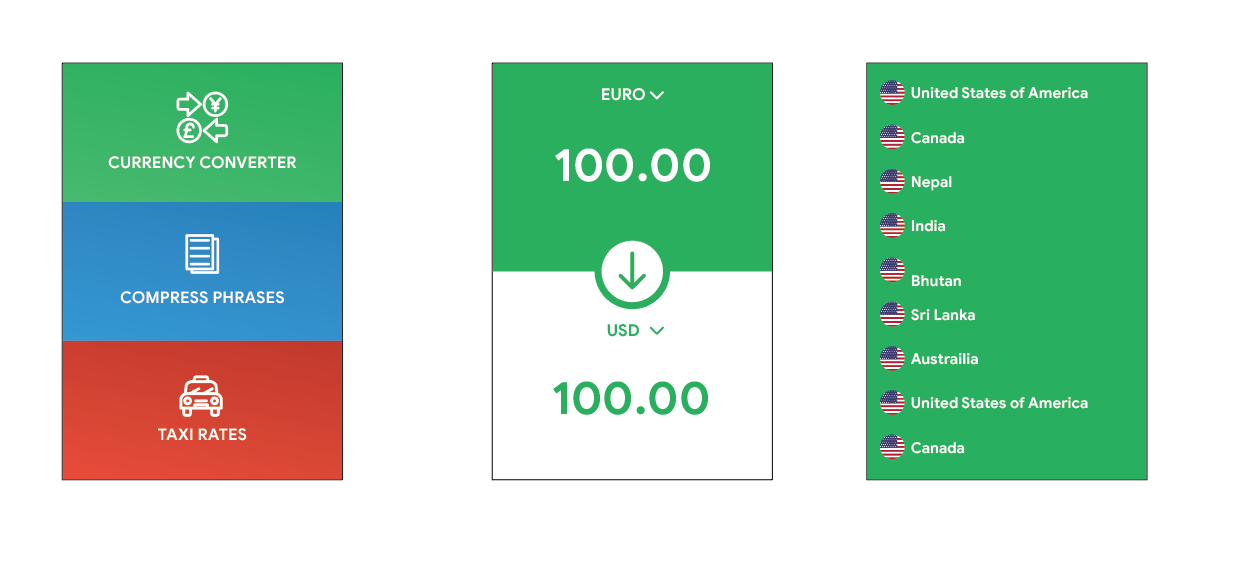 CURRENCY CONVERTER
COMPRESS PHRASES
TAXI RATES
EURO
100.00
USD
100.00
United States of America
Canada
Nepal
India
Bhutan
Sri Lanka
Austrailia
United States of America
Canada